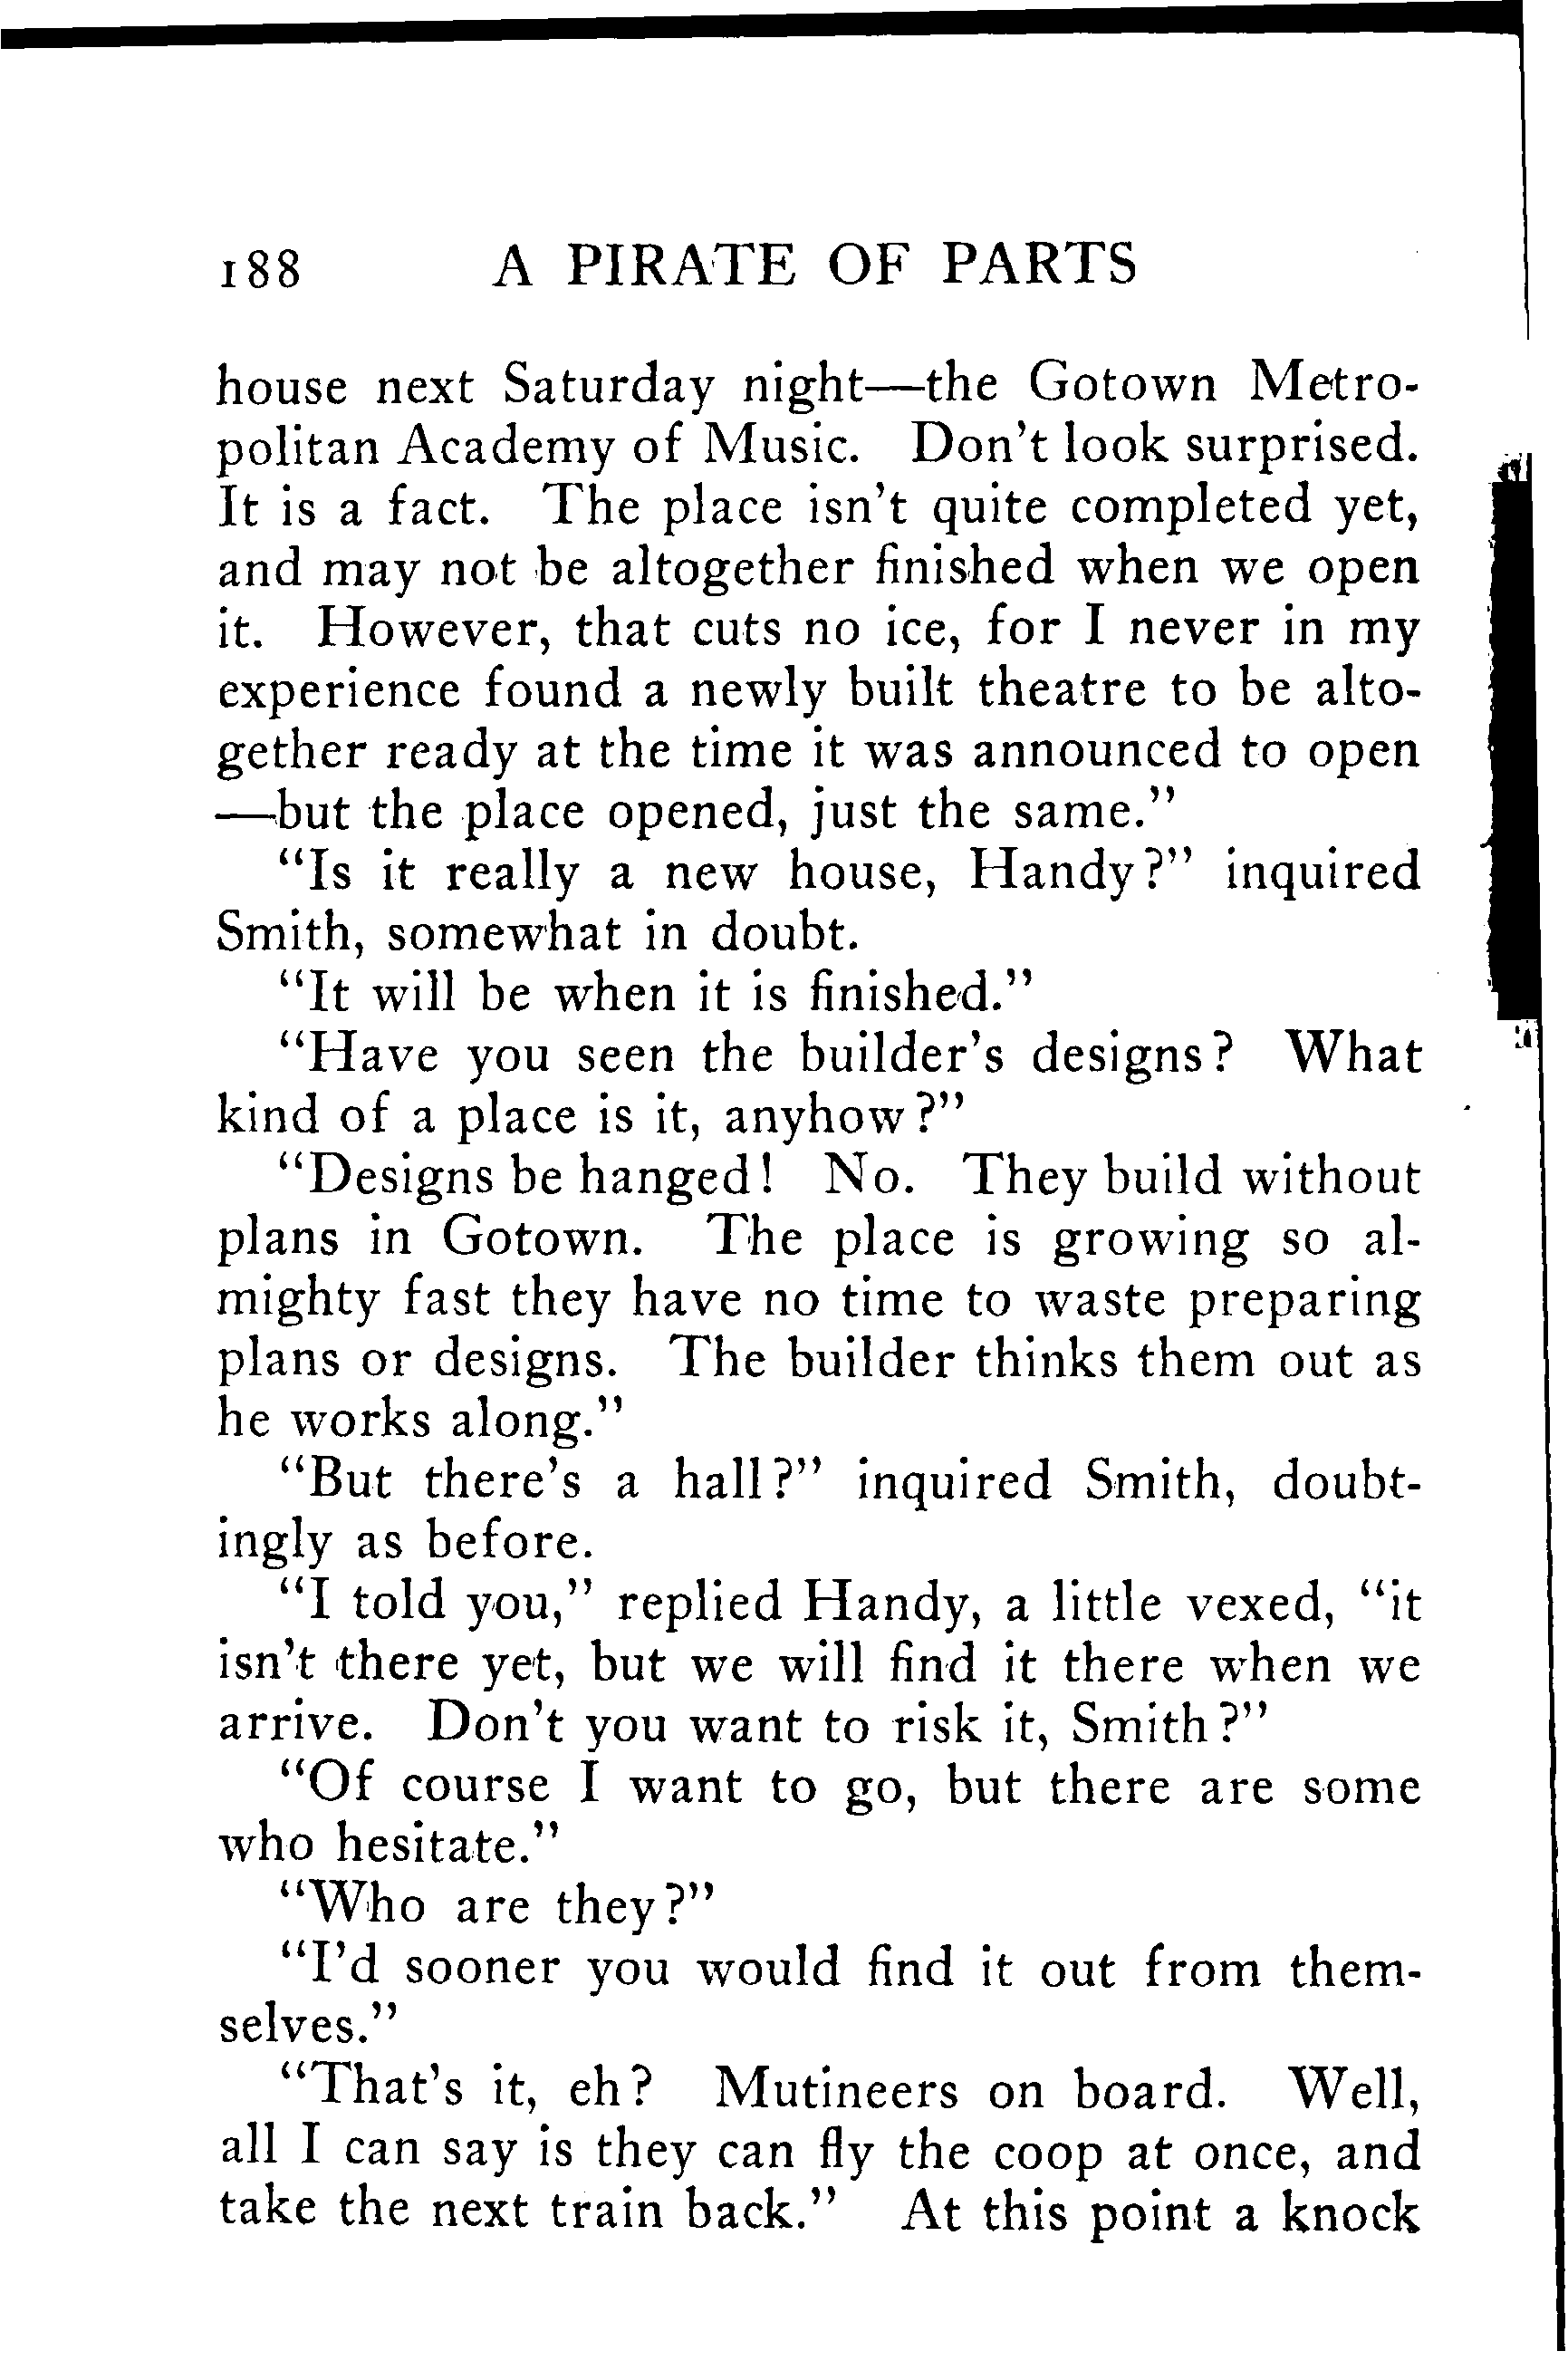 188 A PIRATE OF PARTS
house next Saturday night—the Gotown Metro-
politan Academy of Music. Don't look surprised.
It is a fact. The place isn't quite completed yet,
and may not be altogether finished when we open
it. However, that cuts no ice, for I never in my
experience found a newly built theatre to be alto-
gether ready at the time it was announced to open
—but the place opened, just the same."
"Is it really a new house, Handy?" inquired
Smith, somewhat in doubt.
"It will be when it is finished."
"Have you seen the builder's designs? What
kind of a place is it, anyhow?"
"Designs be hanged! No. They build without
plans in Gotown. The place is growing so al-
mighty fast they have no time to waste preparing
plans or designs. The builder thinks them out as
he works along."
"But there's a hall?" inquired Smith, doubt-
ingly as before.
"I told you," replied Handy, a little vexed, "it
isn't there yet, but we will find it there when we
arrive. Don't you want to risk it, Smith?"
"Of course I want to go, but there are some
who hesitate."
"Who are they?"
"I'd sooner you would find it out from them-
selves."
"That's it, eh? Mutineers on board. Well,
all I can say is they can fly the coop at once, and
take the next train back." At this point a knock